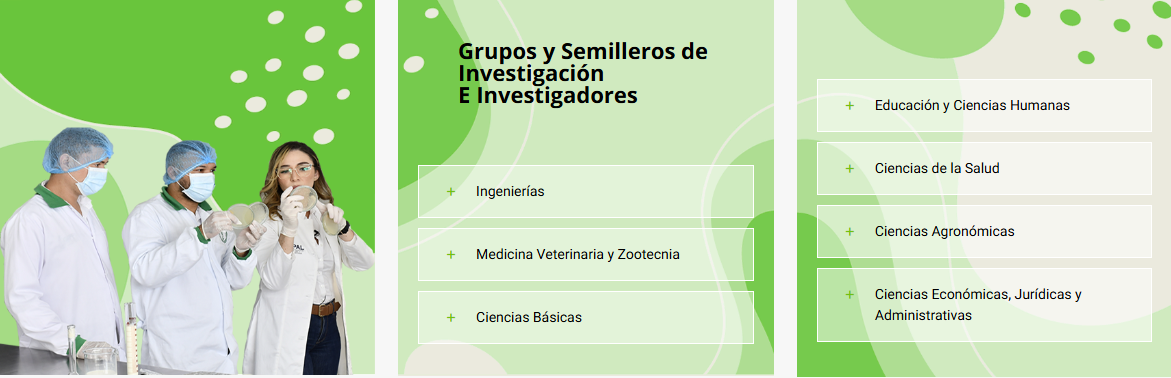 Grupos y Semilleros de
Investigación
E Investigadores
+ Ingenierías
+ Medicina Veterinaria y Zootecnia
+ Ciencias Básicas
+ Educación y Ciencias Humanas
+ Ciencias de la Salud
+ Ciencias Agronómicas
+ Ciencias Económicas, Jurídicas y
Administrativas